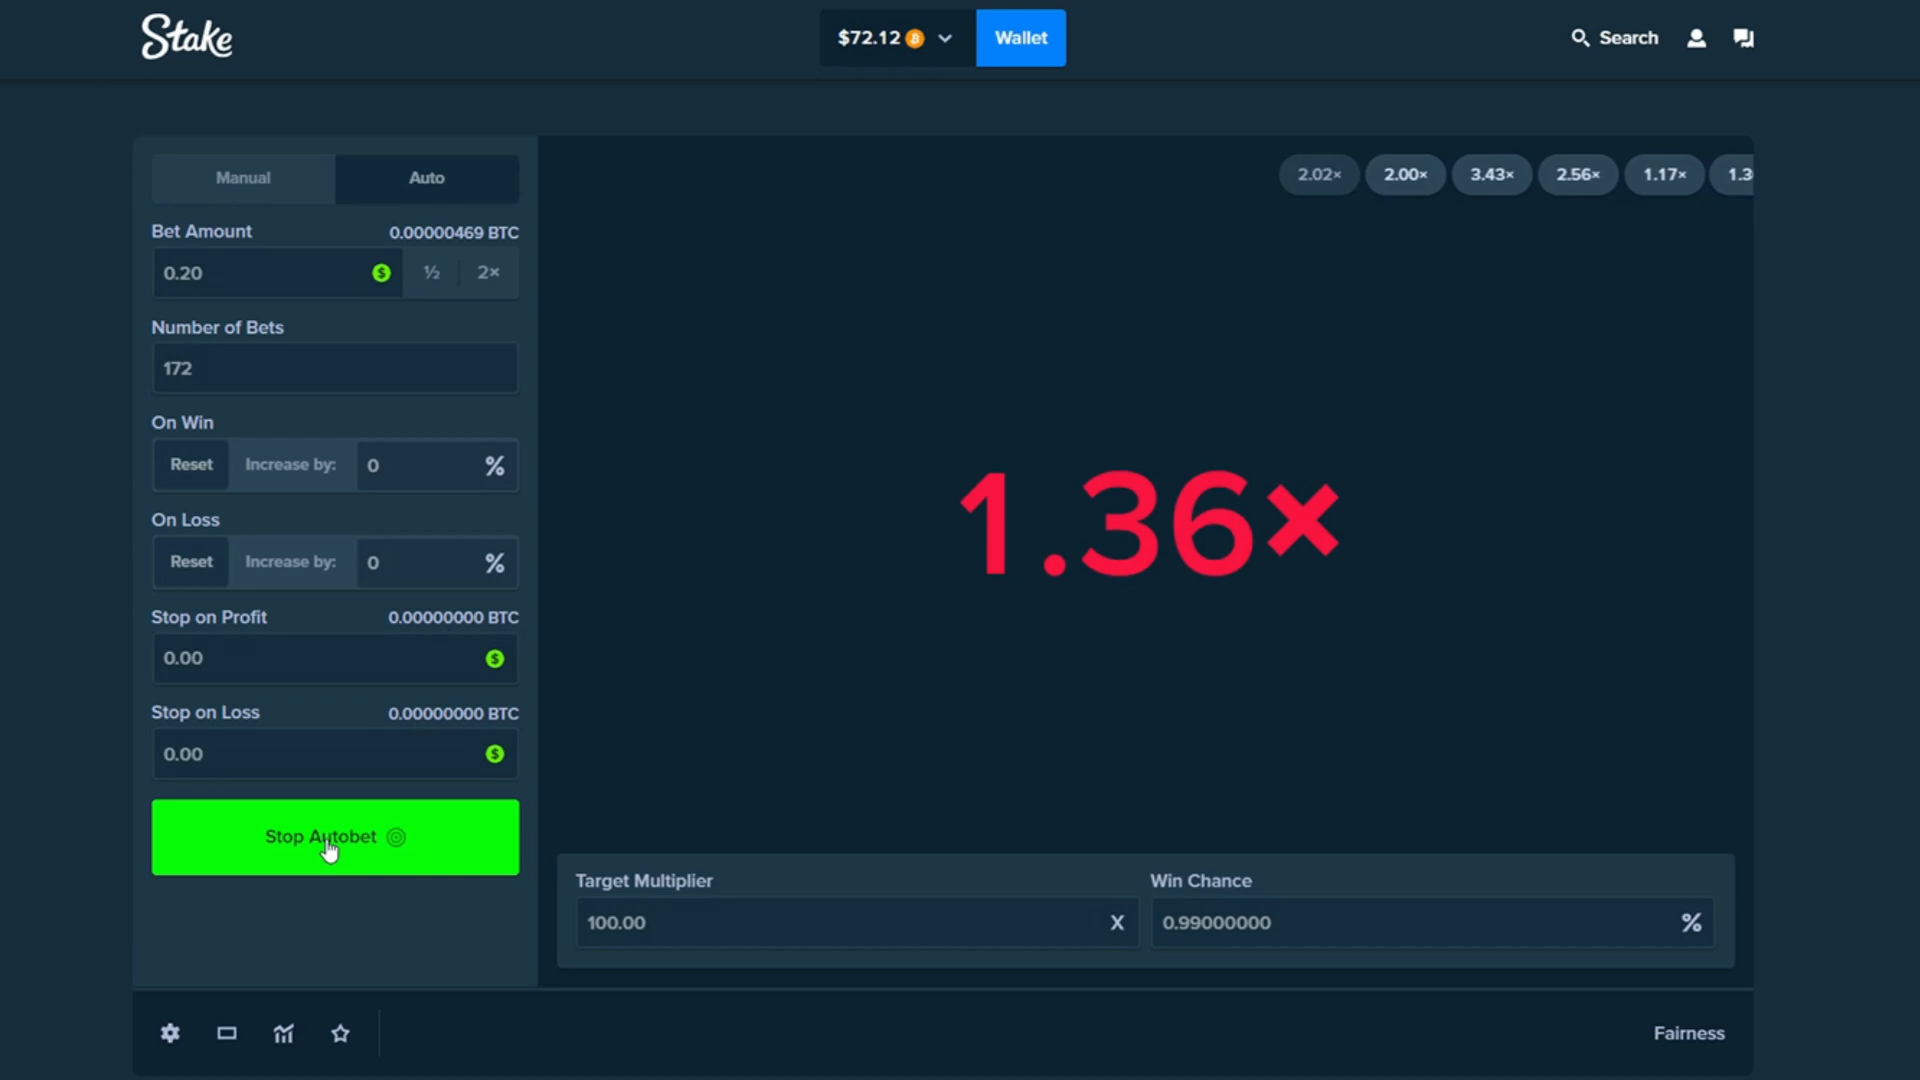 Stake
$72.12
Wallet
Search
Manual
Auto
2.02×
2.00×
3.43×
2.56×
1.17×
1.3
Bet Amount
0.00000469 BTC
0.20
½
2×
Number of Bets
172
On Win
Reset
Increase by:
0
%
On Loss
Reset
Increase by:
0
%
Stop on Profit
0.00000000 BTC
0.00
$
Stop on Loss
0.00000000 BTC
0.00
$
Stop Autobet
1.36×
Target Multiplier
100.00
X
Win Chance
0.99000000
%
Fairness